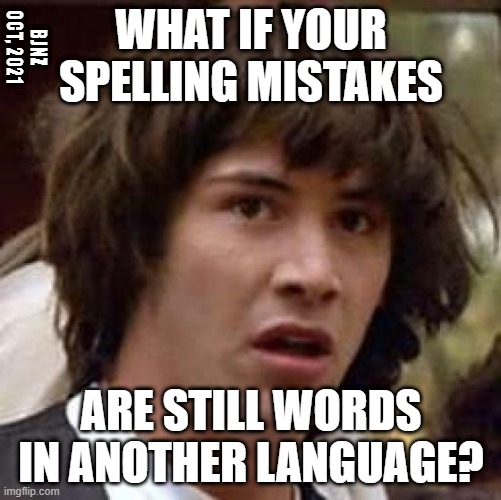 BJNZ
OCT, 2021
WHAT IF YOUR
SPELLING MISTAKES
ARE STILL WORDS
IN ANOTHER LANGUAGE?
imgflip.com